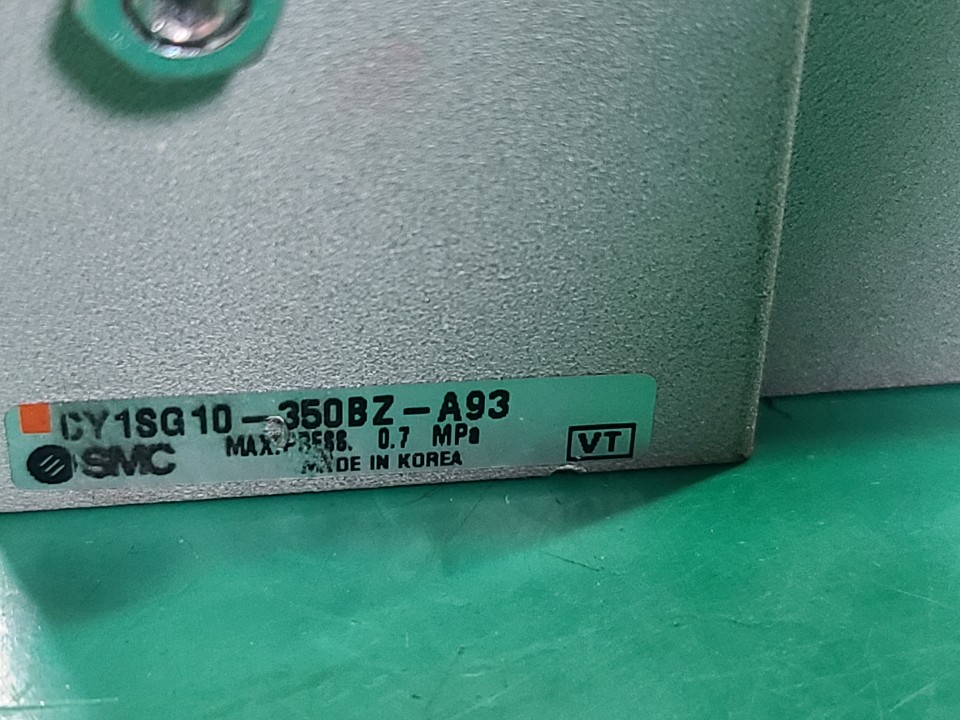 CY1SG10-350BZ-A93
MAX.PRESS. 0.7 MPa
SMC
MADE IN KOREA
VT